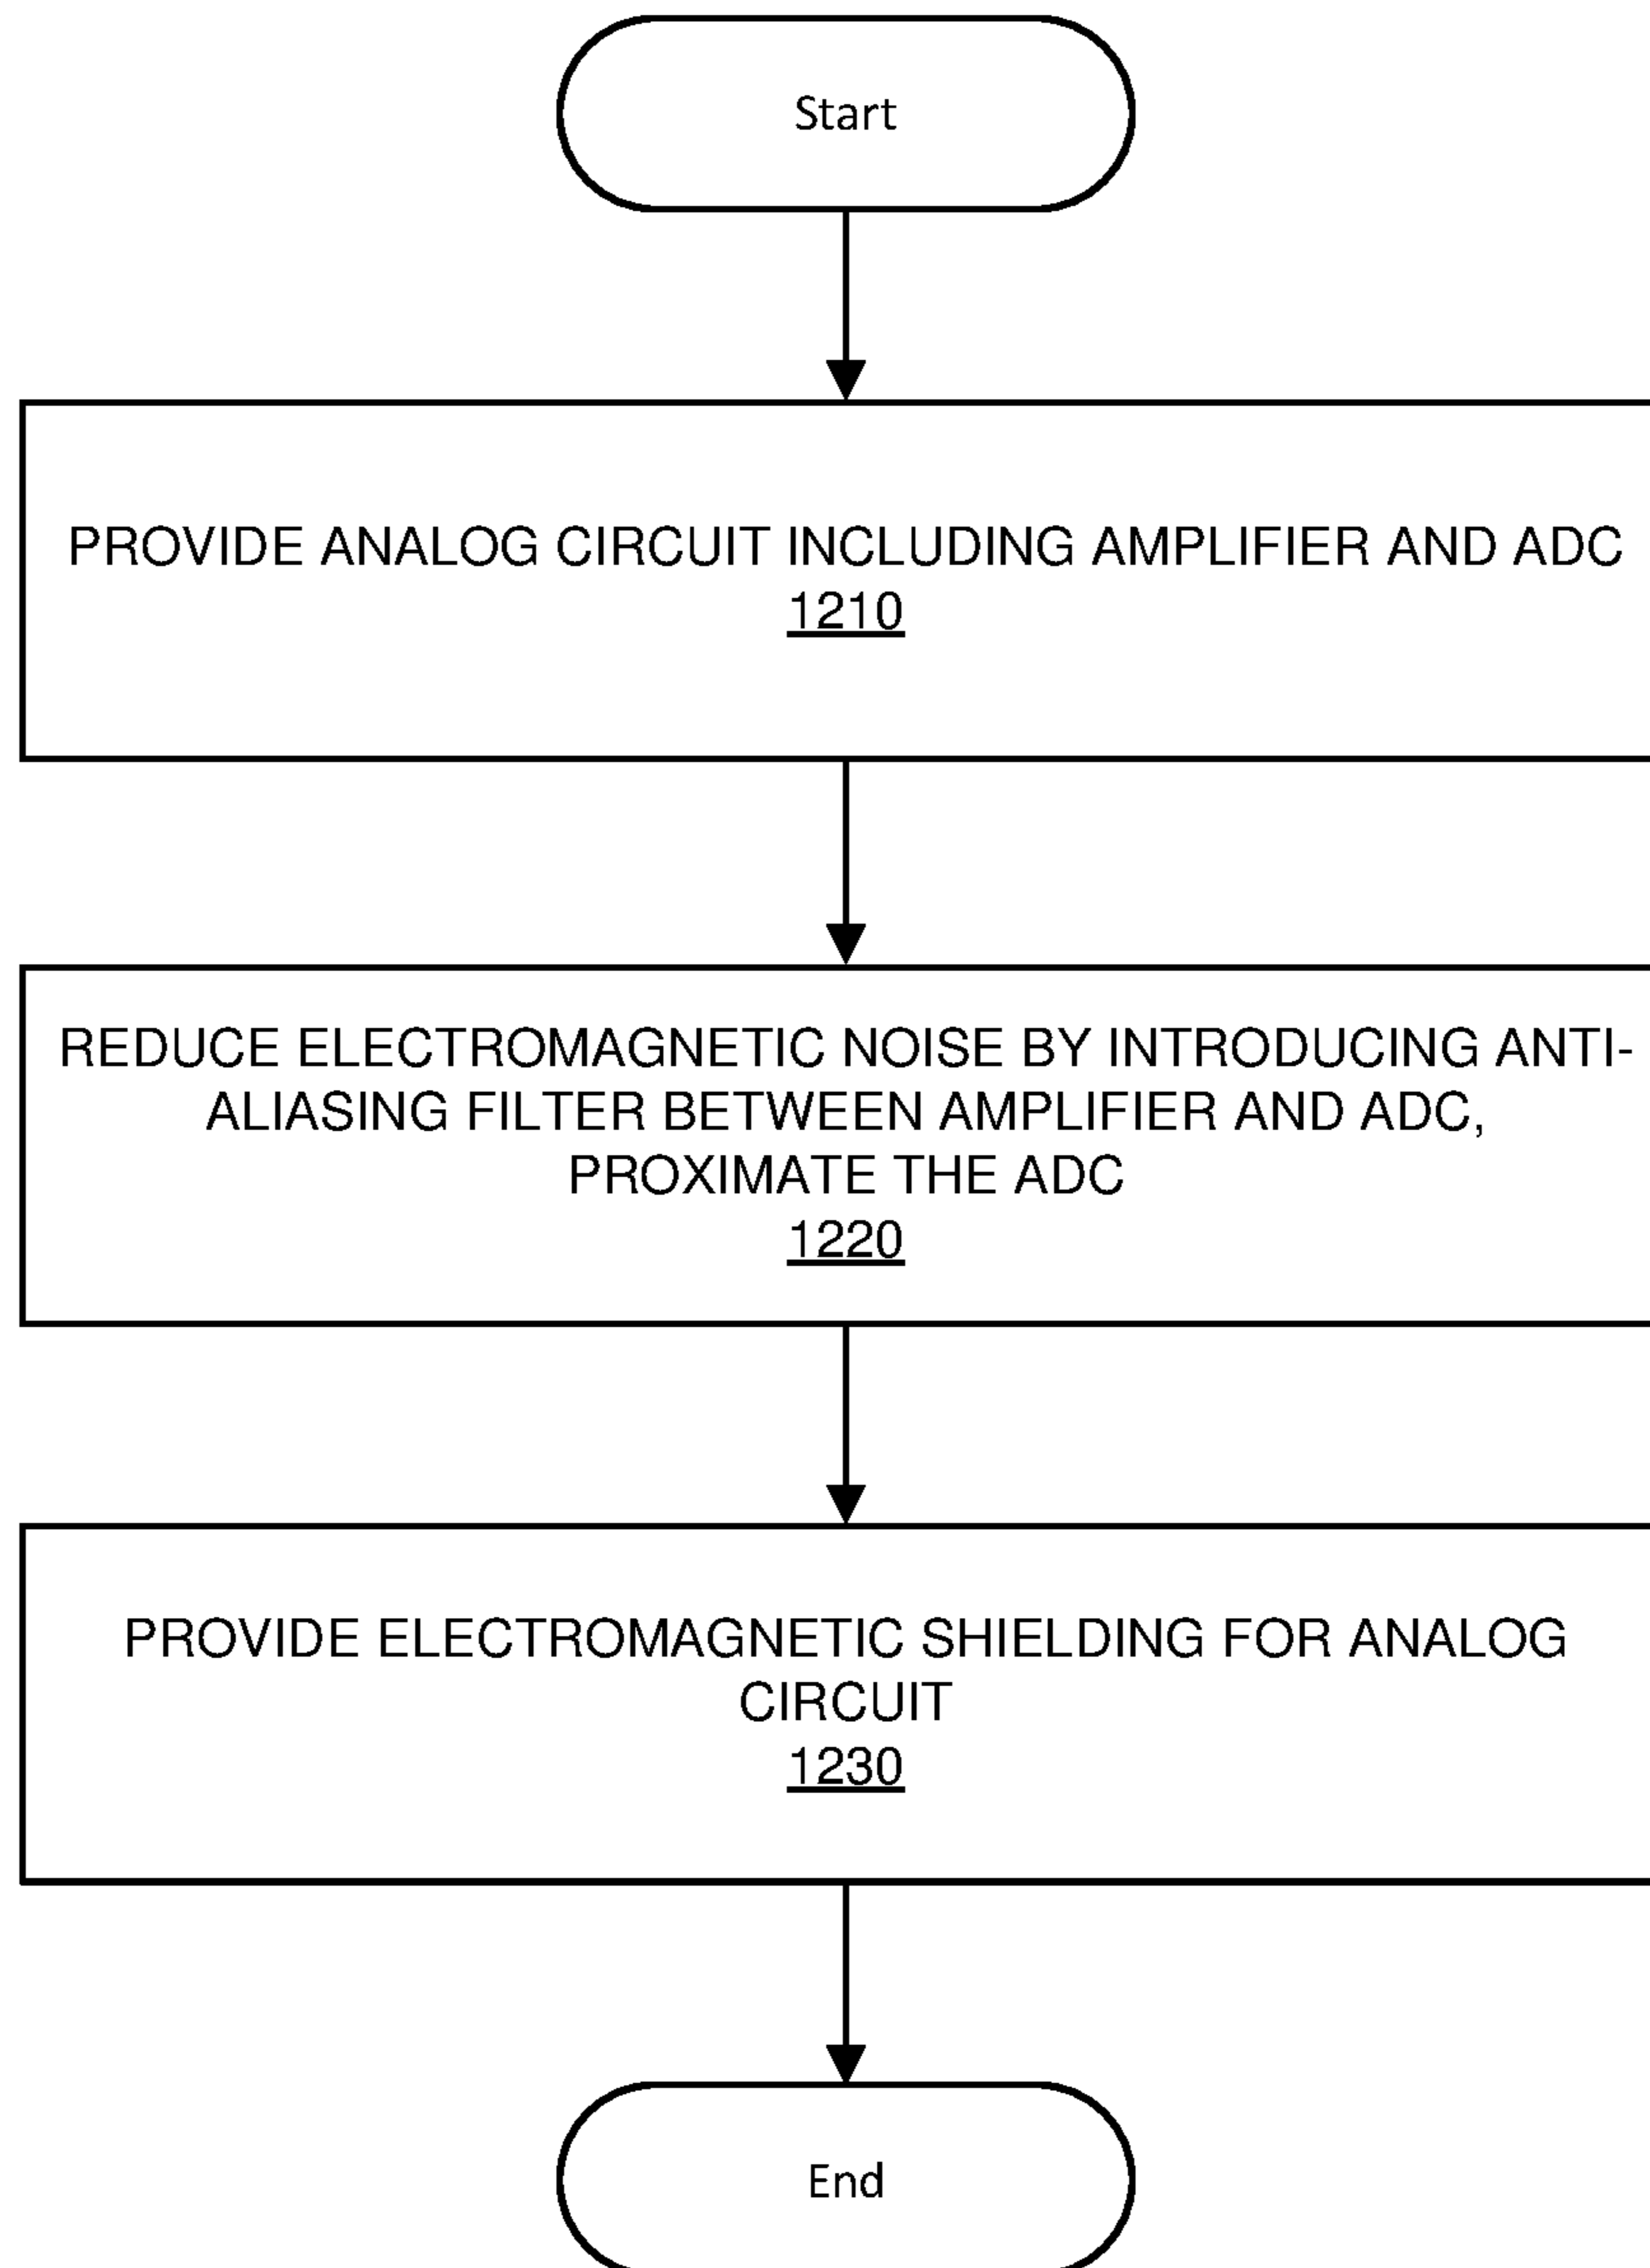 Start
PROVIDE ANALOG CIRCUIT INCLUDING AMPLIFIER AND ADC
1210
REDUCE ELECTROMAGNETIC NOISE BY INTRODUCING ANTI-
ALIASING FILTER BETWEEN AMPLIFIER AND ADC,
PROXIMATE THE ADC
1220
PROVIDE ELECTROMAGNETIC SHIELDING FOR ANALOG
CIRCUIT
1230
End